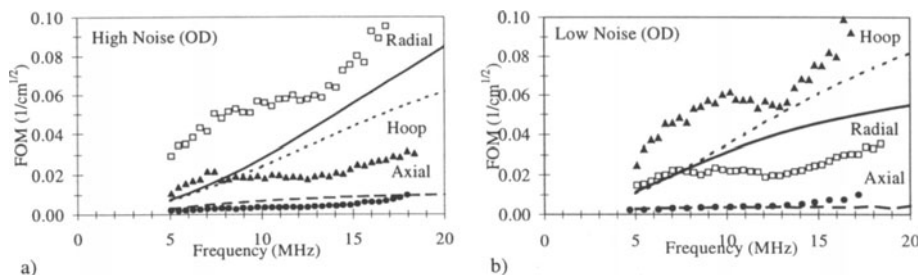 0.10
High Noise (OD)
Radial
0.08
0.06
FOM (1/cm^1/2)
Hoop
0.04
0.02
Axial
0.00
0
5
10
15
20
Frequency (MHz)
a)
0.10
Low Noise (OD)
Hoop
0.08
0.06
FOM (1/cm^1/2)
0.04
Radial
0.02
Axial
0.00
0
5
10
15
20
Frequency (MHz)
b)